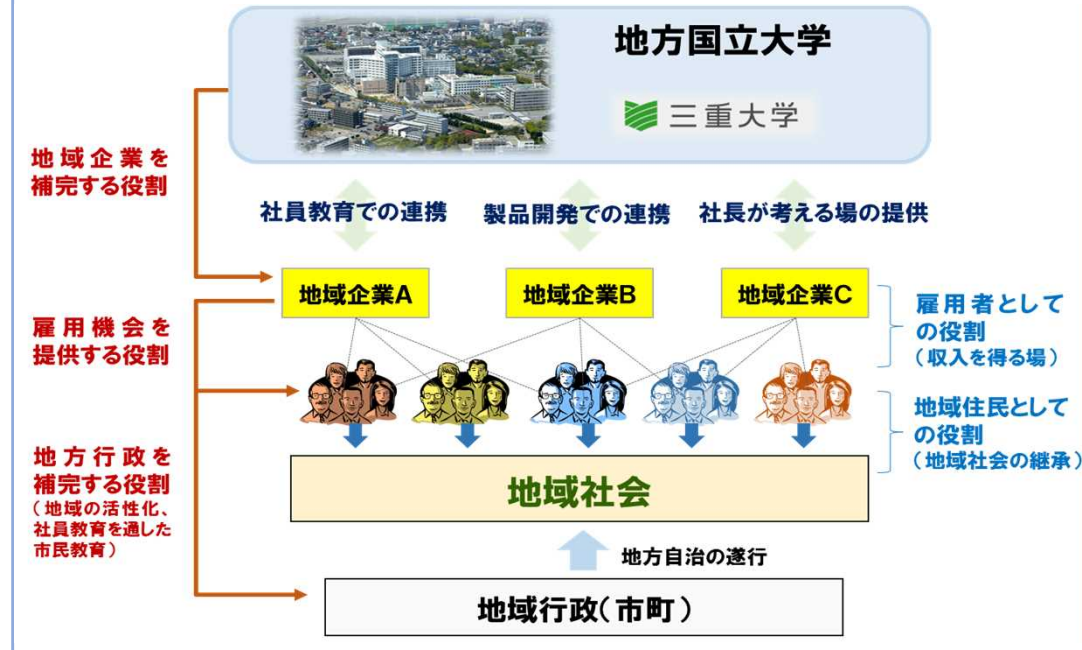 地方国立大学
三重大学
地域企業を
補完する役割
社員教育での連携
製品開発での連携
社長が考える場の提供
地域企業A
地域企業B
地域企業C
雇用者として
の役割
(収入を得る場)
雇用機会を
提供する役割
地域住民として
の役割
(地域社会の継承)
地方行政を
補完する役割
(地域の活性化、
社員教育を通した
市民教育)
地域社会
地方自治の遂行
地域行政(市町)